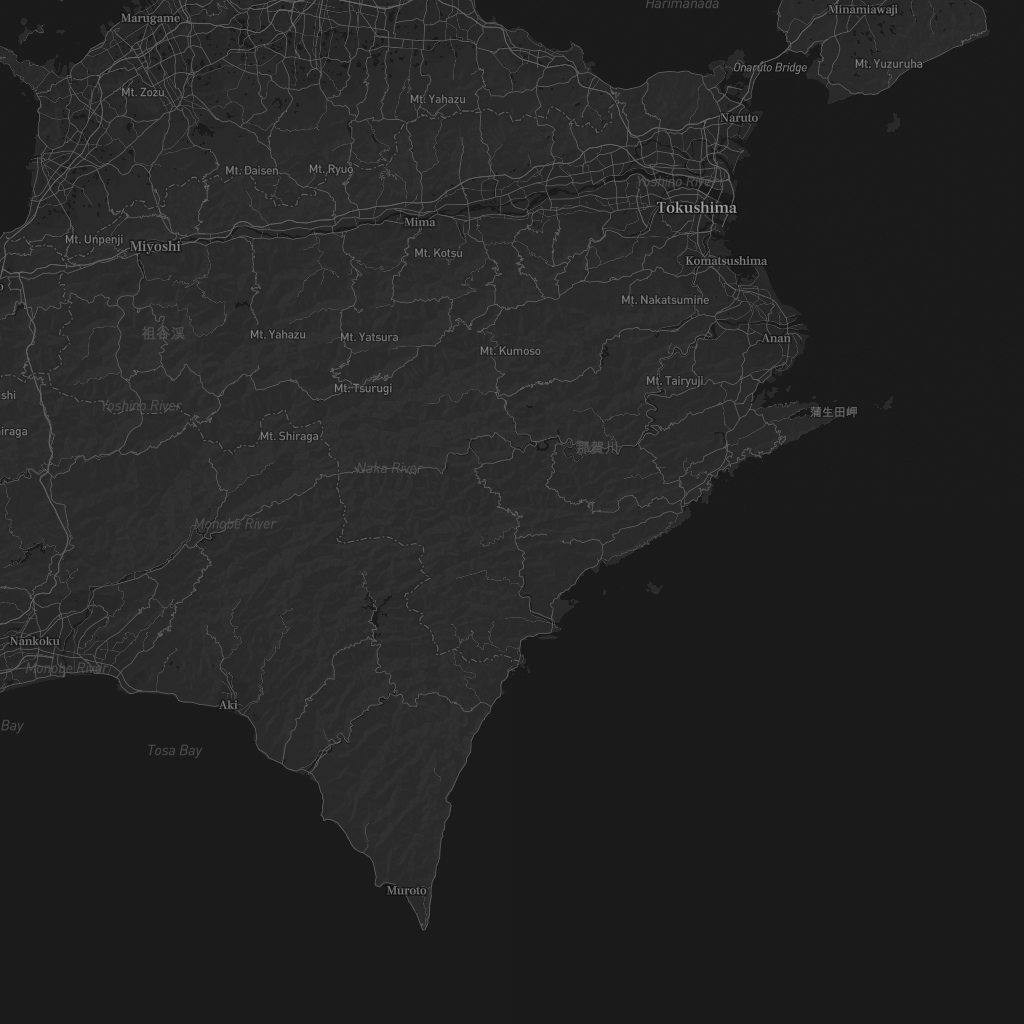 Harimanada
Minamiawaji
Marugame
Mt. Yuzuruha
Onaruto Bridge
Mt. Zozu
Mt. Yahazu
Naruto
Mt. Daisen
Mt. Ryuo
Yoshino River
Tokushima
Mima
Mt. Unpenji
Miyoshi
Mt. Kotsu
Komatsushima
Mt. Nakatsumine
祖谷渓
Mt. Yahazu
Mt. Yatsura
Anan
Mt. Kumoso
Mt. Tairyuji
Mt. Tsurugi
shi
Yoshino River
蒲生田岬
iraga
Mt. Shiraga
那賀川
Naka River
Monobe River
Nankoku
Monobe River
Aki
Bay
Tosa Bay
Muroto